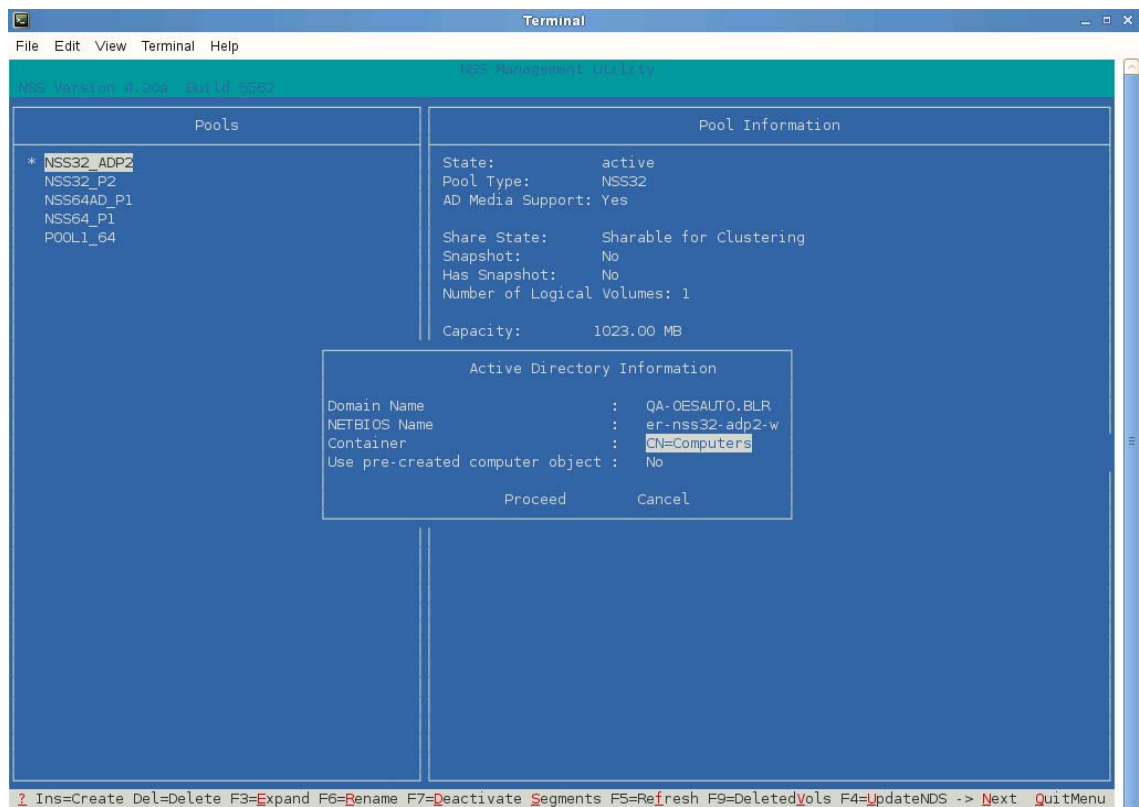 Terminal
File Edit View Terminal Help
NSS Management Utility
NSS Version 4.20a Build 5562
Pools
* NSS32_ADP2
NSS32_P2
NSS64AD_P1
NSS64_P1
POOL1_64
Pool Information
State: active
Pool Type: NSS32
AD Media Support: Yes
Share State: Sharable for Clustering
Snapshot: No
Has Snapshot: No
Number of Logical Volumes: 1
Capacity: 1023.00 MB
Active Directory Information
Domain Name : QA-OESAUTO.BLR
NETBIOS Name : er-nss32-adp2-w
Container : CN=Computers
Use pre-created computer object : No
Proceed Cancel
? Ins=Create Del=Delete F3=Expand F6=Rename F7=Deactivate Segments F5=Refresh F9=DeletedVols F4=UpdateNDS -> Next QuitMenu